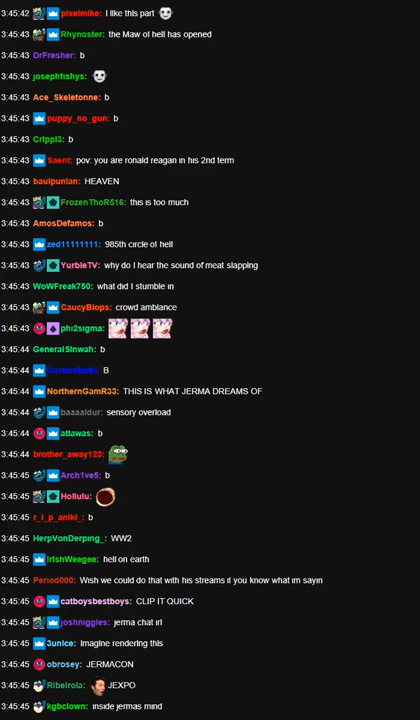 3:45:42 pixelmike: I like this part
3:45:43 Rhynoster: the Maw of hell has opened
3:45:43 DrFresher: b
3:45:43 josephfishys:
3:45:43 Ace_Skeletonne: b
3:45:43 puppy_no_gun: b
3:45:43 Crippl3: b
3:45:43 Saent: pov: you are ronald reagan in his 2nd term
3:45:43 baulpunian: HEAVEN
3:45:43 FrozenThoR516: this is too much
3:45:43 AmosDefamos: b
3:45:43 zed11111111: 985th circle of hell
3:45:43 YurbleTV: why do I hear the sound of meat slapping
3:45:43 WoWFreak750: what did I stumble in
3:45:43 CaucyBiops: crowd ambiance
3:45:43 phi2sigma:
3:45:44 GeneralSInwah: b
3:45:44 B
3:45:44 NorthernGamR33: THIS IS WHAT JERMA DREAMS OF
3:45:44 baaaaldur: sensory overload
3:45:44 atlawas: b
3:45:44 brother_away123:
3:45:45 Arch1ve5: b
3:45:45 Hollulu:
3:45:45 r_i_p_aniki_: b
3:45:45 HerpVonDerping_: WW2
3:45:45 IrishWeegee: hell on earth
3:45:45 Period000: Wish we could do that with his streams if you know what im sayin
3:45:45 catboysbestboys: CLIP IT QUICK
3:45:45 joshniggles: jerma chat irl
3:45:45 3unice: Imagine rendering this
3:45:45 obrosey: JERMACON
3:45:45 Ribeirola: JEXPO
3:45:45 kgbclown: inside jermas mind